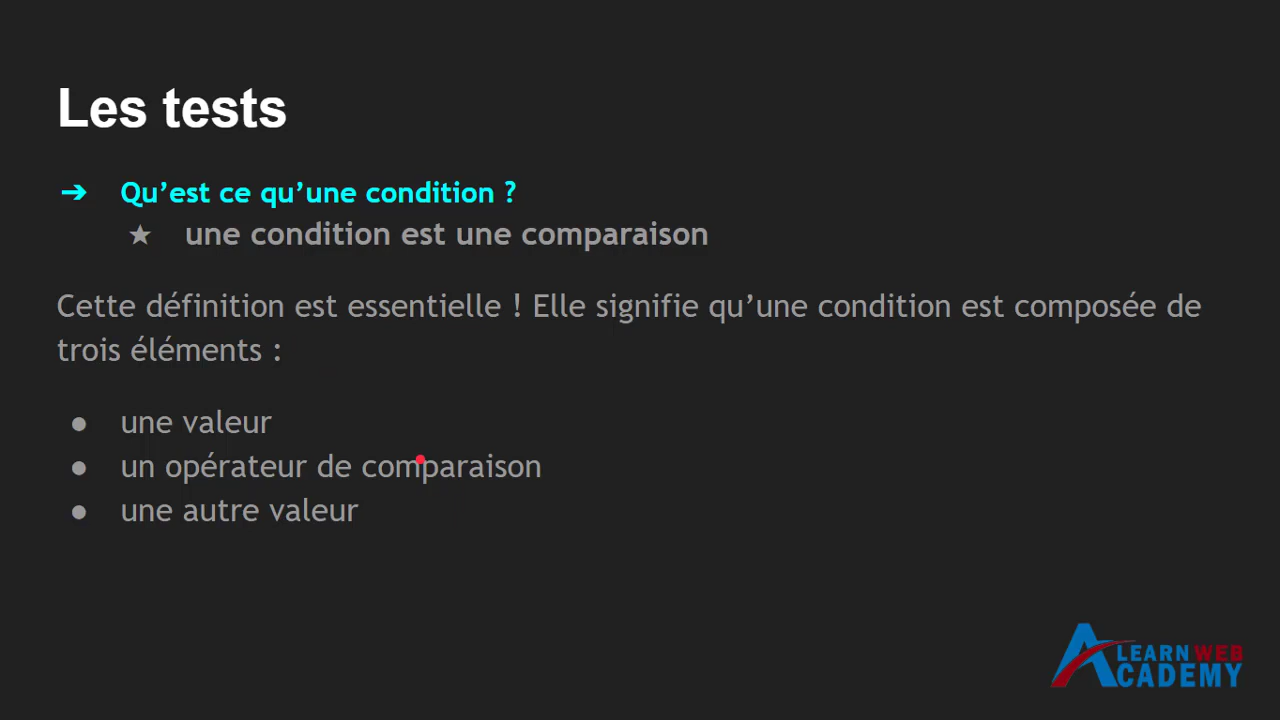 Les tests
➔ Qu’est ce qu’une condition ?
★ une condition est une comparaison
Cette définition est essentielle ! Elle signifie qu’une condition est composée de
trois éléments :
● une valeur
● un opérateur de comparaison
● une autre valeur
LEARN WEB
ACADEMY